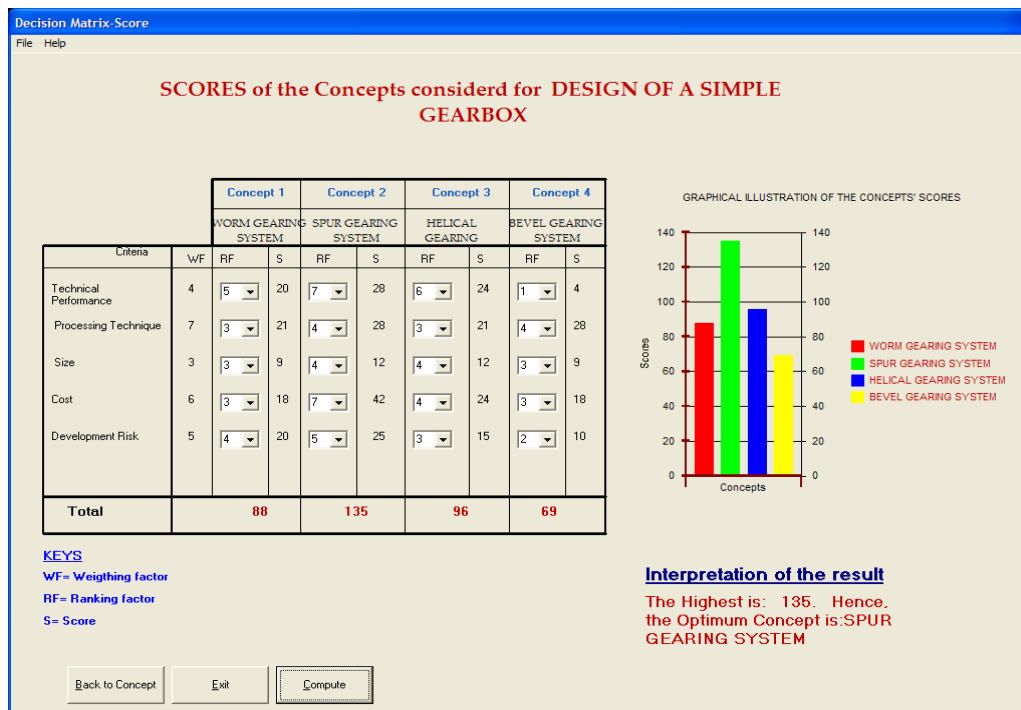 Decision Matrix-Score
File Help
SCORES of the Concepts considerd for DESIGN OF A SIMPLE
GEARBOX
Concept 1 Concept 2 Concept 3 Concept 4
WORM GEARING SPUR GEARING HELICAL BEVEL GEARING
SYSTEM SYSTEM GEARING SYSTEM
Criteria WF RF S RF S RF S RF S
Technical
Performance 4 5 20 7 28 6 24 1 4
Processing Technique 7 3 21 4 28 3 21 4 28
Size 3 3 9 4 12 4 12 3 9
Cost 6 3 18 7 42 4 24 3 18
Development Risk 5 4 20 5 25 3 15 2 10
Total 88 135 96 69
GRAPHICAL ILLUSTRATION OF THE CONCEPTS' SCORES
140 140
120 120
100 100
80 80
60 60
40 40
20 20
0 0
Scores
Concepts
WORM GEARING SYSTEM
SPUR GEARING SYSTEM
HELICAL GEARING SYSTEM
BEVEL GEARING SYSTEM
KEYS
WF= Weigthing factor
RF= Ranking factor
S= Score
Interpretation of the result
The Highest is: 135. Hence,
the Optimum Concept is:SPUR
GEARING SYSTEM
Back to Concept Exit Compute